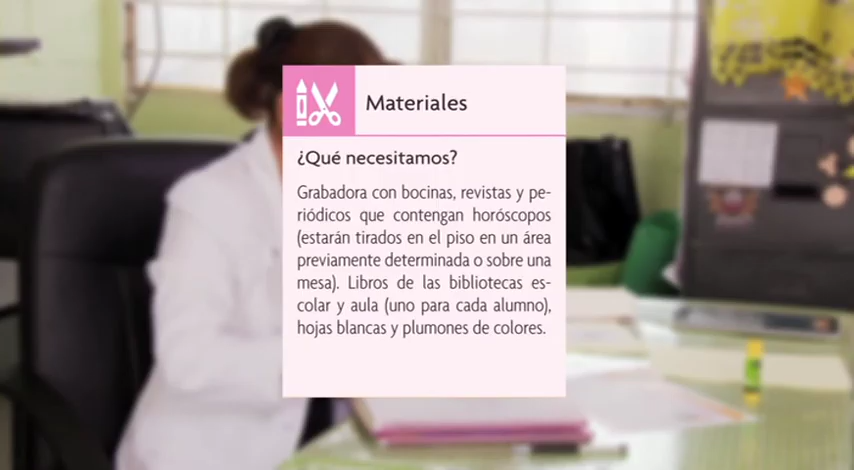 Materiales
¿Qué necesitamos?
Grabadora con bocinas, revistas y pe-
riódicos que contengan horóscopos
(estarán tirados en el piso en un área
previamente determinada o sobre una
mesa). Libros de las bibliotecas es-
colar y aula (uno para cada alumno),
hojas blancas y plumones de colores.